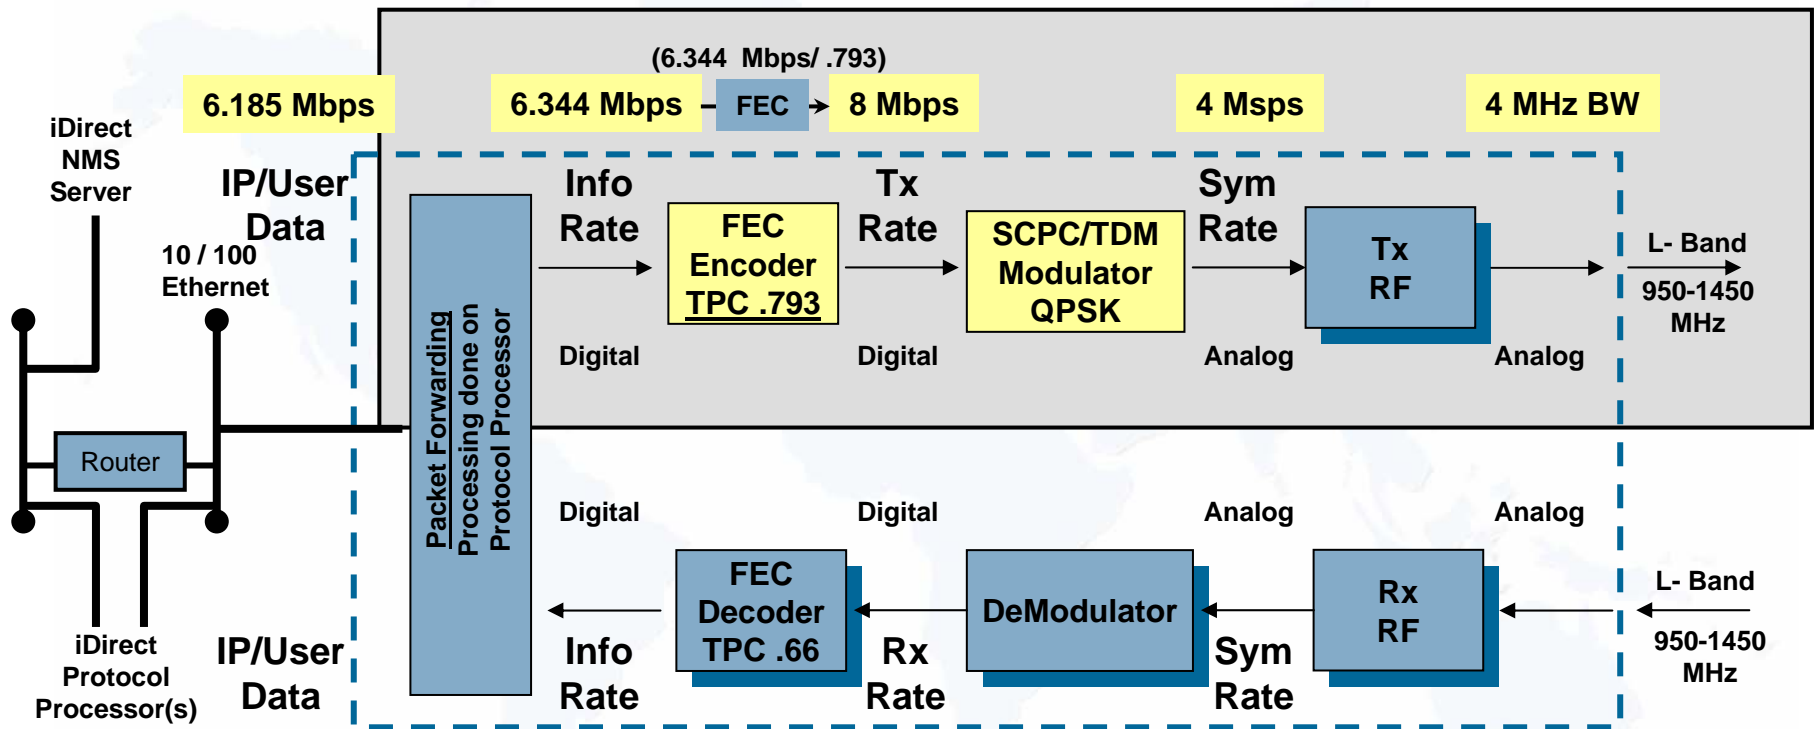 (6.344 Mbps/ .793)
6.185 Mbps
6.344 Mbps
FEC
8 Mbps
4 Msps
4 MHz BW
iDirect
NMS
Server
IP/User
Data
Info
Rate
Tx
Rate
Sym
Rate
10 / 100
Ethernet
FEC
Encoder
TPC .793
SCPC/TDM
Modulator
QPSK
Tx
RF
L- Band
950-1450
MHz
Digital
Digital
Analog
Analog
Packet Forwarding
Processing done on
Protocol Processor
Router
Digital
Digital
Analog
Analog
FEC
Decoder
TPC .66
DeModulator
Rx
RF
L- Band
950-1450
MHz
iDirect
Protocol
Processor(s)
IP/User
Data
Info
Rate
Rx
Rate
Sym
Rate